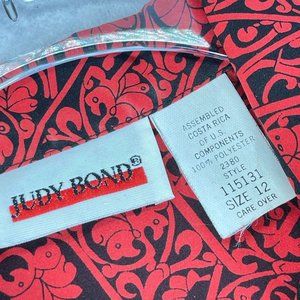 JUDY BOND®
ASSEMBLED
COSTA RICA
OF U.S.
COMPONENTS
100% POLYESTER
2380
STYLE
115131
SIZE 12
CARE OVER